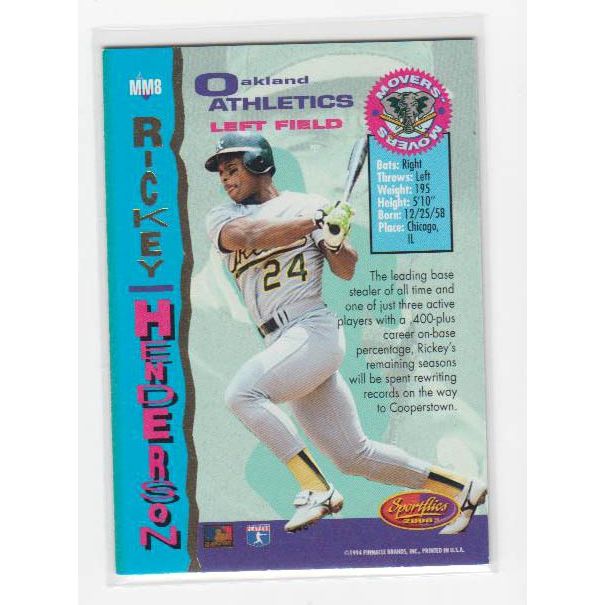 MM8
RICKEY HENDERSON
Oakland
ATHLETICS
LEFT FIELD
MOVERS'
MOVERS
Bats: Right
Throws: Left
Weight: 195
Height: 5'10"
Born: 12/25/58
Place: Chicago,
IL
24
The leading base
stealer of all time and
one of just three active
players with a .400-plus
career on-base
percentage, Rickey's
remaining seasons
will be spent rewriting
records on the way
to Cooperstown.
Sportflics
2000
©1994 PINNACLE BRANDS, INC., PRINTED IN U.S.A.